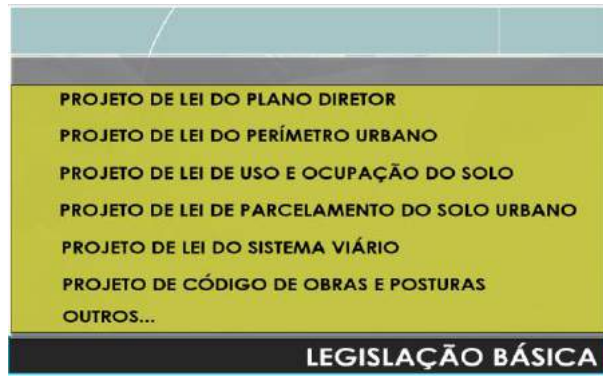 PROJETO DE LEI DO PLANO DIRETOR
PROJETO DE LEI DO PERÍMETRO URBANO
PROJETO DE LEI DE USO E OCUPAÇÃO DO SOLO
PROJETO DE LEI DE PARCELAMENTO DO SOLO URBANO
PROJETO DE LEI DO SISTEMA VIÁRIO
PROJETO DE CÓDIGO DE OBRAS E POSTURAS
OUTROS...
LEGISLAÇÃO BÁSICA